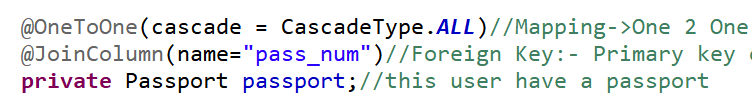 @OneToOne(cascade = CascadeType.ALL)//Mapping->One 2 One
@JoinColumn(name="pass_num")//Foreign Key:- Primary key
private Passport passport;//this user have a passport